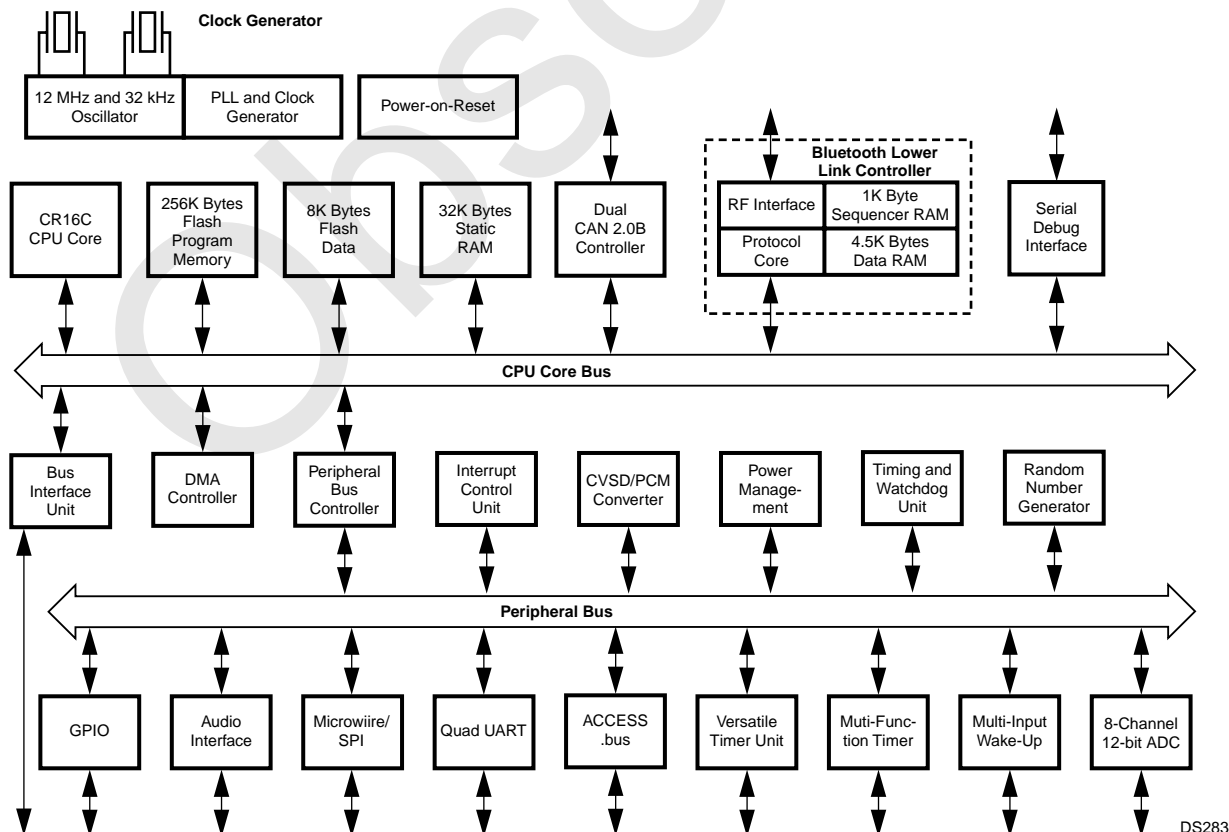 Clock Generator
12 MHz and 32 kHz
Oscillator
PLL and Clock
Generator
Power-on-Reset
Bluetooth Lower
Link Controller
CR16C
CPU Core
256K Bytes
Flash
Program
Memory
8K Bytes
Flash
Data
32K Bytes
Static
RAM
Dual
CAN 2.0B
Controller
RF Interface
1K Byte
Sequencer RAM
Protocol
Core
4.5K Bytes
Data RAM
Serial
Debug
Interface
CPU Core Bus
Bus
Interface
Unit
DMA
Controller
Peripheral
Bus
Controller
Interrupt
Control
Unit
CVSD/PCM
Converter
Power
Manage-
ment
Timing and
Watchdog
Unit
Random
Number
Generator
Peripheral Bus
GPIO
Audio
Interface
Microwiire/
SPI
Quad UART
ACCESS
.bus
Versatile
Timer Unit
Muti-Func-
tion Timer
Multi-Input
Wake-Up
8-Channel
12-bit ADC
DS283